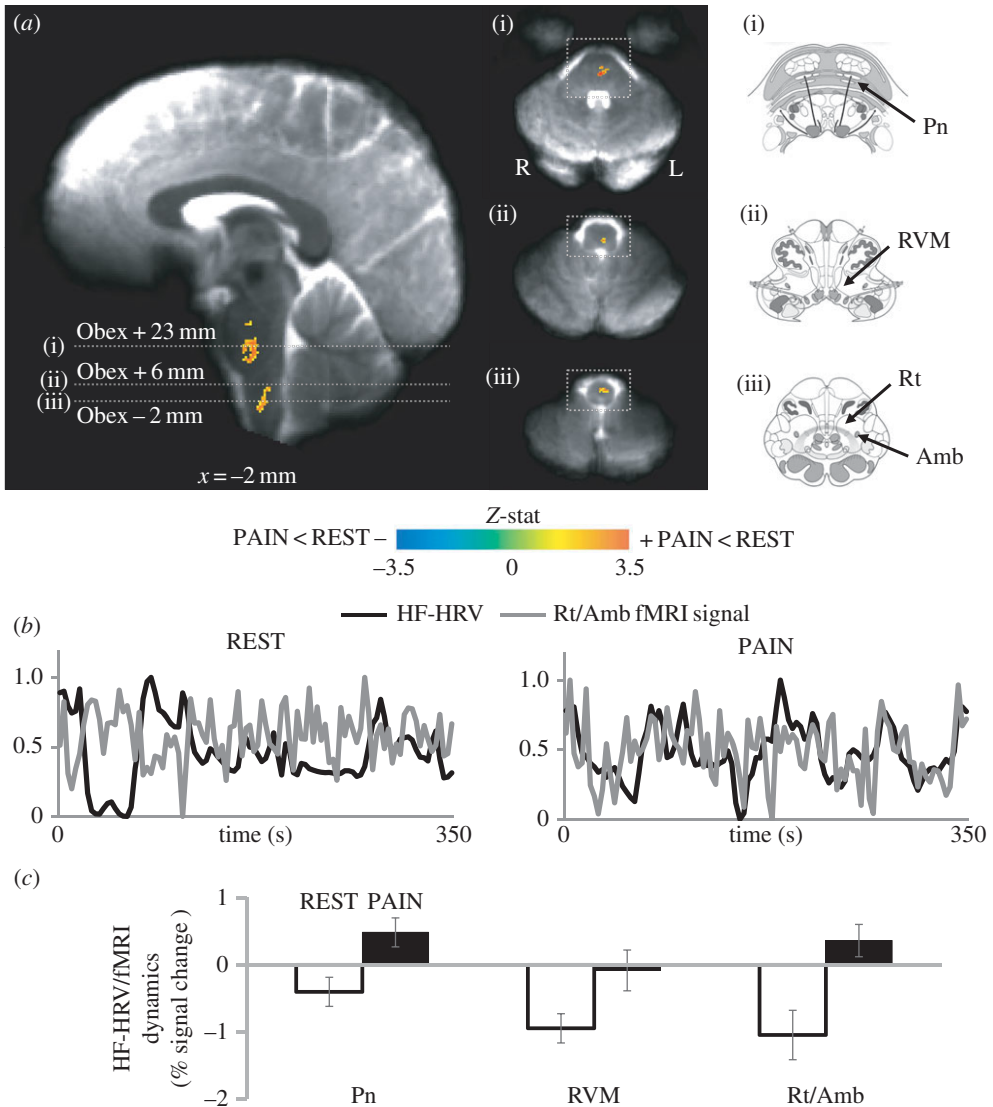 (a)
(i)
(i)
Pn
R
L
(ii)
(ii)
RVM
Obex + 23 mm
(i)
Obex + 6 mm
(ii)
(iii)
Obex − 2 mm
(iii)
(iii)
Rt
Amb
x = −2 mm
Z-stat
PAIN < REST −
+ PAIN < REST
−3.5
0
3.5
HF-HRV
Rt/Amb fMRI signal
(b)
REST
PAIN
1.0
0.5
0
0
time (s)
350
1.0
0.5
0
0
time (s)
350
(c)
HF-HRV/fMRI
dynamics
(% signal change )
1
0
−1
−2
REST PAIN
Pn
RVM
Rt/Amb